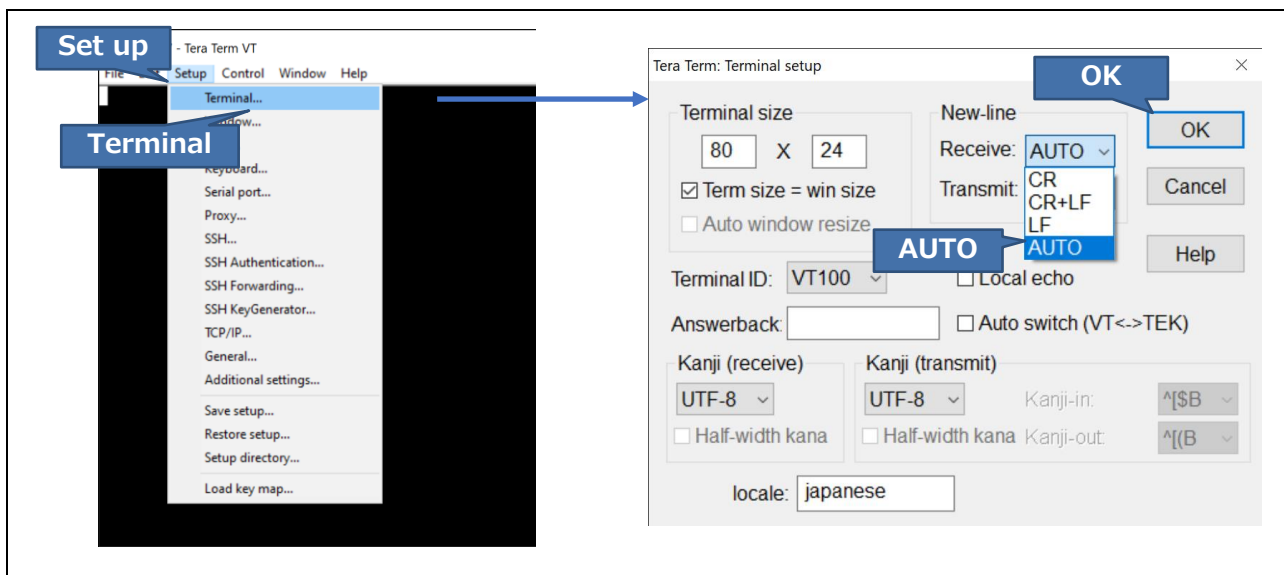 Set up
- Tera Term VT
Setup Control Window Help
Terminal...
Terminal
Keyboard...
Serial port...
Proxy...
SSH...
SSH Authentication...
SSH Forwarding...
SSH KeyGenerator...
TCP/IP...
General...
Additional settings...
Save setup...
Restore setup...
Setup directory...
Load key map...
Tera Term: Terminal setup
OK
Terminal size
80 X 24
Term size = win size
Auto window resize
New-line
Receive: AUTO
Transmit:
CR
CR+LF
LF
AUTO
AUTO
OK
Cancel
Help
Terminal ID: VT100
Local echo
Answerback:
Auto switch (VT<->TEK)
Kanji (receive)
UTF-8
Half-width kana
Kanji (transmit)
UTF-8 Kanji-in: ^[$B
Half-width kana Kanji-out: ^[(B
locale: japanese